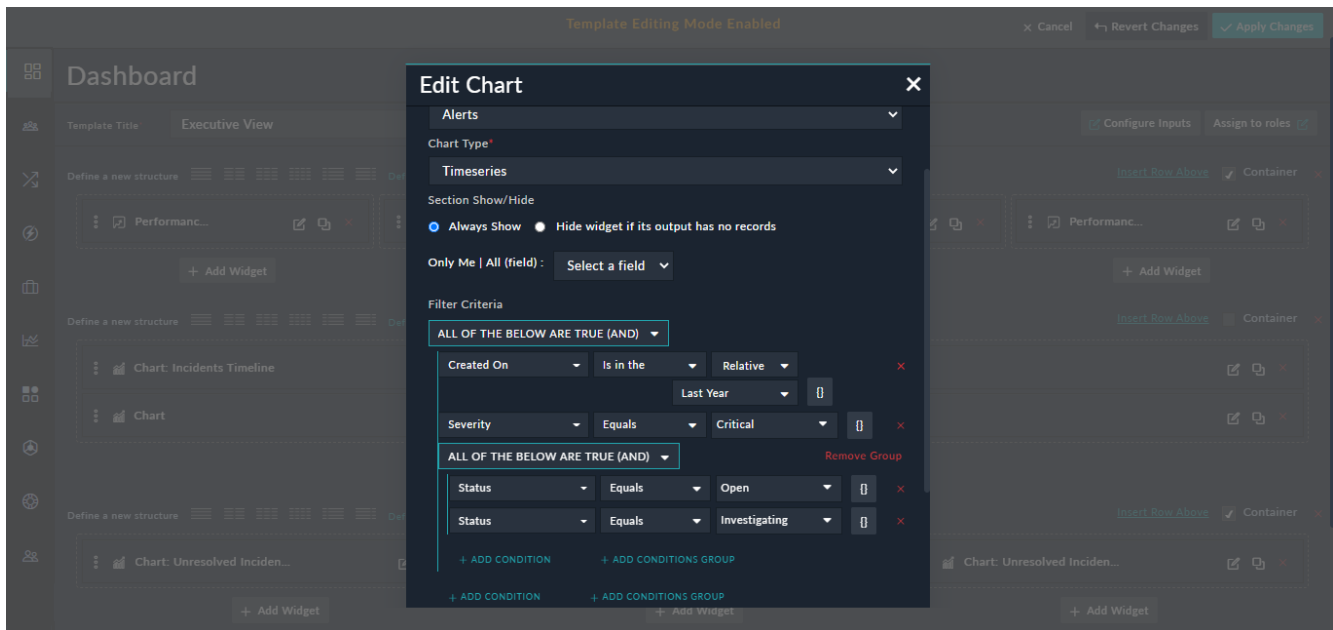 Template Editing Mode Enabled
Cancel Revert Changes Apply Changes
Dashboard
Template Title Executive View Configure Inputs Assign to roles
Edit Chart
Alerts
Chart Type*
Timeseries
Section Show/Hide
Always Show Hide widget if its output has no records
Only Me | All (field) : Select a field
Filter Criteria
ALL OF THE BELOW ARE TRUE (AND)
Created On Is in the Relative
Last Year {}
Severity Equals Critical {}
ALL OF THE BELOW ARE TRUE (AND) Remove Group
Status Equals Open {}
Status Equals Investigating {}
+ ADD CONDITION + ADD CONDITIONS GROUP
+ ADD CONDITION + ADD CONDITIONS GROUP
Define a new structure Def Insert Row Above Container
Performanc... Performanc...
+ Add Widget + Add Widget
Define a new structure Def Insert Row Above Container
Chart: Incidents Timeline
Chart
Define a new structure Def Insert Row Above Container
Chart: Unresolved Inciden... Chart: Unresolved Inciden...
+ Add Widget + Add Widget + Add Widget